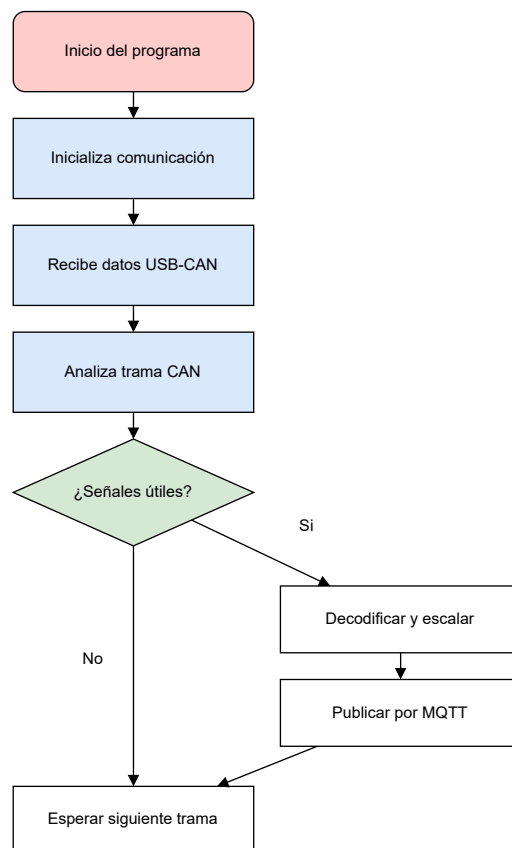 Inicio del programa
Inicializa comunicación
Recibe datos USB-CAN
Analiza trama CAN
¿Señales útiles?
Si
Decodificar y escalar
No
Publicar por MQTT
Esperar siguiente trama